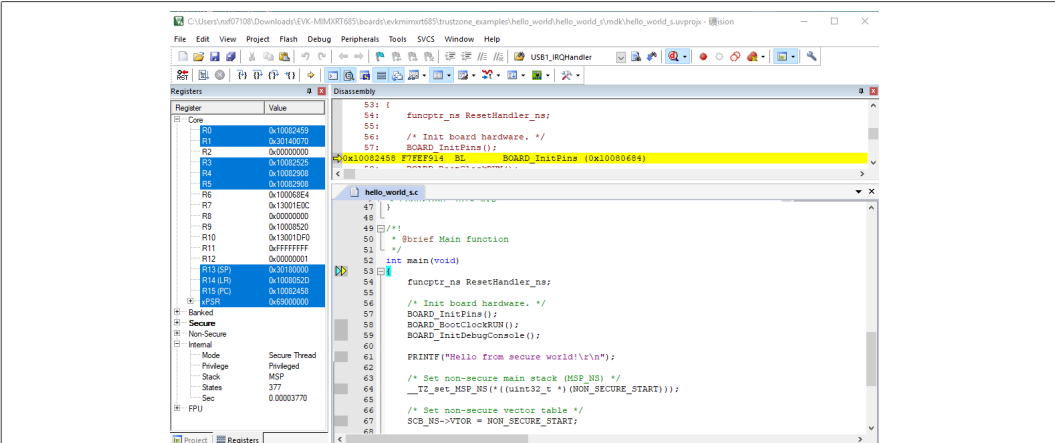 C:\Users\nxf07108\Downloads\EVK-MIMXRT685\boards\evkmimxrt685\trustzone_examples\hello_world\hello_world_s\mdk\hello_world_s.uvprojx - µVision
File Edit View Project Flash Debug Peripherals Tools SVCS Window Help
USB1_IRQHandler
Registers
Register Value
Core
R0 0x10082459
R1 0x30140070
R2 0x00000000
R3 0x10082525
R4 0x10082908
R5 0x10082908
R6 0x100068E4
R7 0x13001E0C
R8 0x00000000
R9 0x10008520
R10 0x13001DF0
R11 0xFFFFFFFF
R12 0x00000001
R13 (SP) 0x30180000
R14 (LR) 0x1008052D
R15 (PC) 0x10082458
xPSR 0x69000000
Banked
Secure
Non-Secure
Internal
Mode Secure Thread
Privilege Privileged
Stack MSP
States 377
Sec 0.00003770
FPU
Project Registers
Disassembly
53: {
54: funcptr_ns ResetHandler_ns;
55:
56: /* Init board hardware. */
57: BOARD_InitPins();
0x10082458 F7FEF914 BL BOARD_InitPins (0x10080684)
58: BOARD_BootClockRUN();
hello_world_s.c
47 }
48
49 /*!
50 * @brief Main function
51 */
52 int main(void)
53 {
54 funcptr_ns ResetHandler_ns;
55
56 /* Init board hardware. */
57 BOARD_InitPins();
58 BOARD_BootClockRUN();
59 BOARD_InitDebugConsole();
60
61 PRINTF("Hello from secure world!\r\n");
62
63 /* Set non-secure main stack (MSP_NS) */
64 __TZ_set_MSP_NS(*((uint32_t *)(NON_SECURE_START)));
65
66 /* Set non-secure vector table */
67 SCB_NS->VTOR = NON_SECURE_START;
68